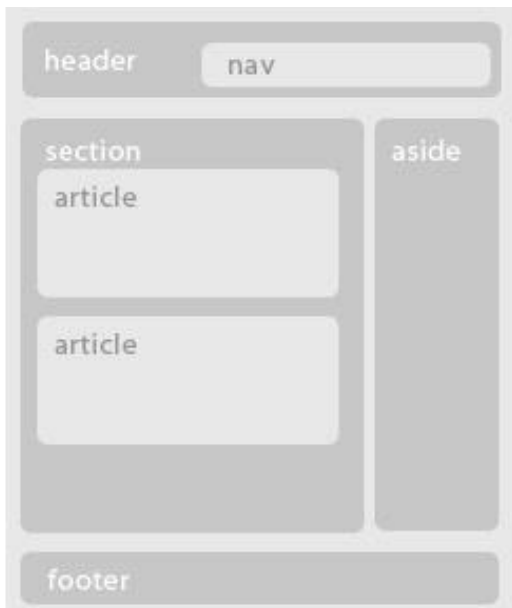 header
nav
section
aside
article
article
footer